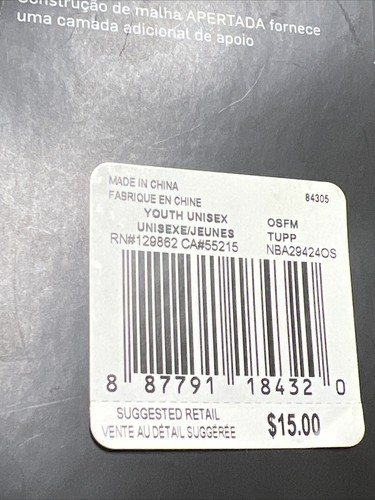 Construção de malha APERTADA fornece
uma camada adicional de apoio
MADE IN CHINA
FABRIQUE EN CHINE 84305
YOUTH UNISEX OSFM
UNISEXE/JEUNES TUPP
RN#129862 CA#55215 NBA29424OS
8 87791 18432 0
SUGGESTED RETAIL
VENTE AU DÉTAIL SUGGÉRÉE $15.00